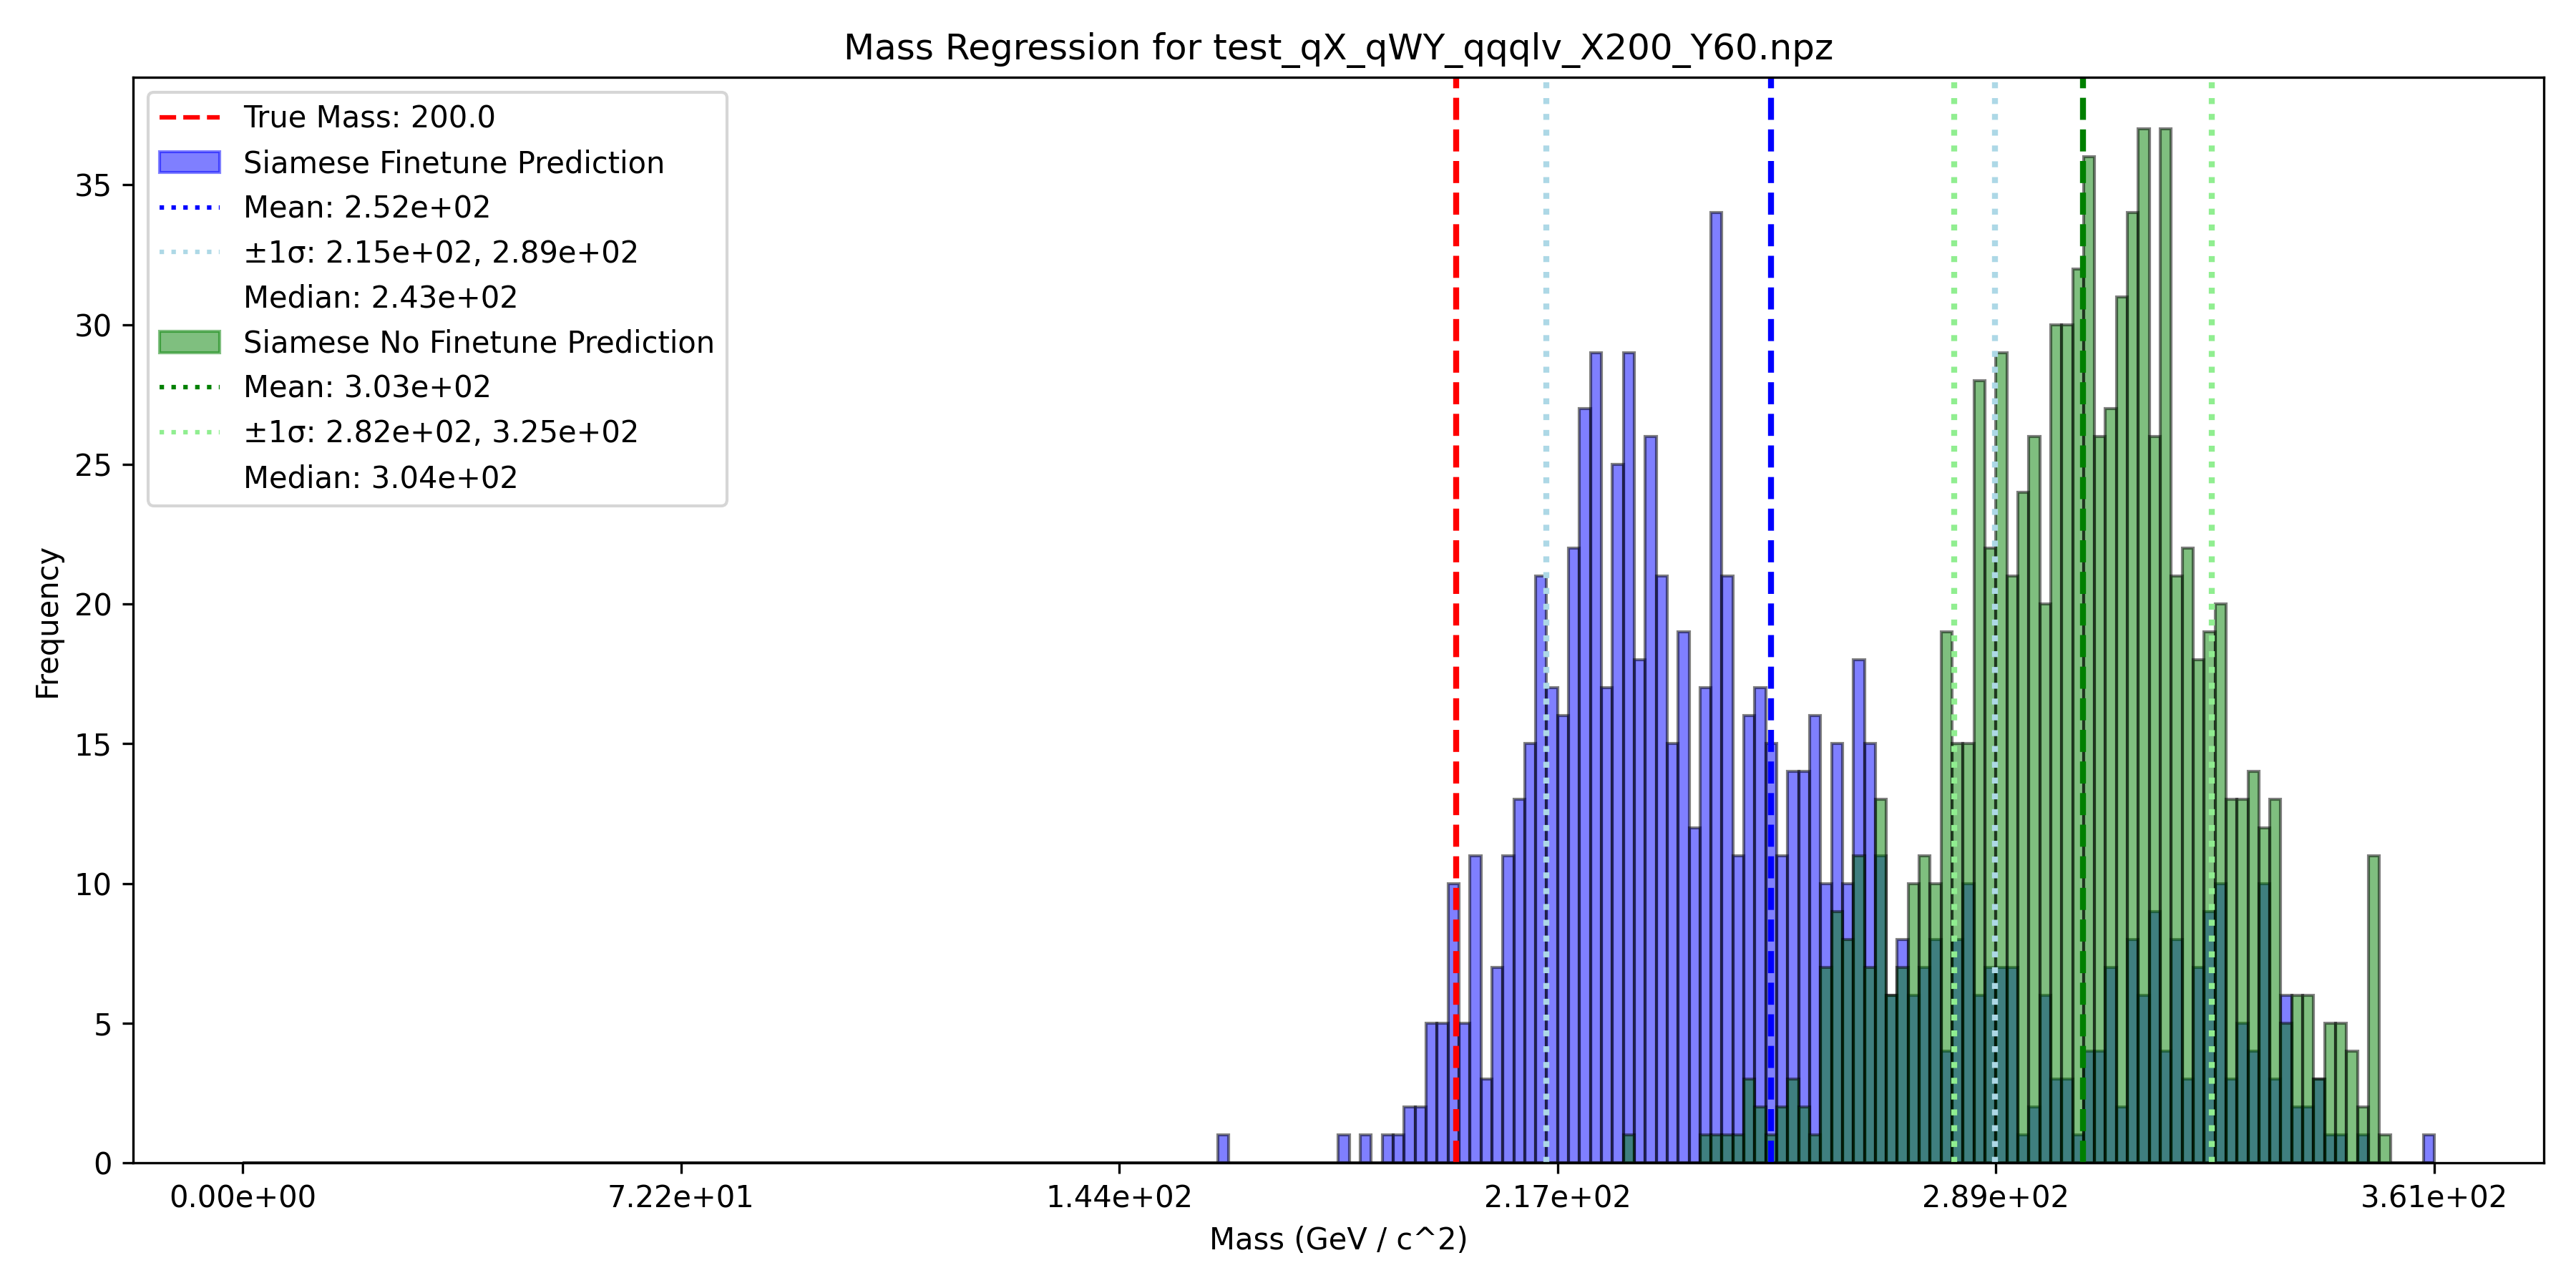 Mass Regression for test_qX_qWY_qqqlv_X200_Y60.npz
True Mass: 200.0
Siamese Finetune Prediction
Mean: 2.52e+02
±1σ: 2.15e+02, 2.89e+02
Median: 2.43e+02
Siamese No Finetune Prediction
Mean: 3.03e+02
±1σ: 2.82e+02, 3.25e+02
Median: 3.04e+02
Frequency
35
30
25
20
15
10
5
0
0.00e+00 7.22e+01 1.44e+02 2.17e+02 2.89e+02 3.61e+02
Mass (GeV / c^2)